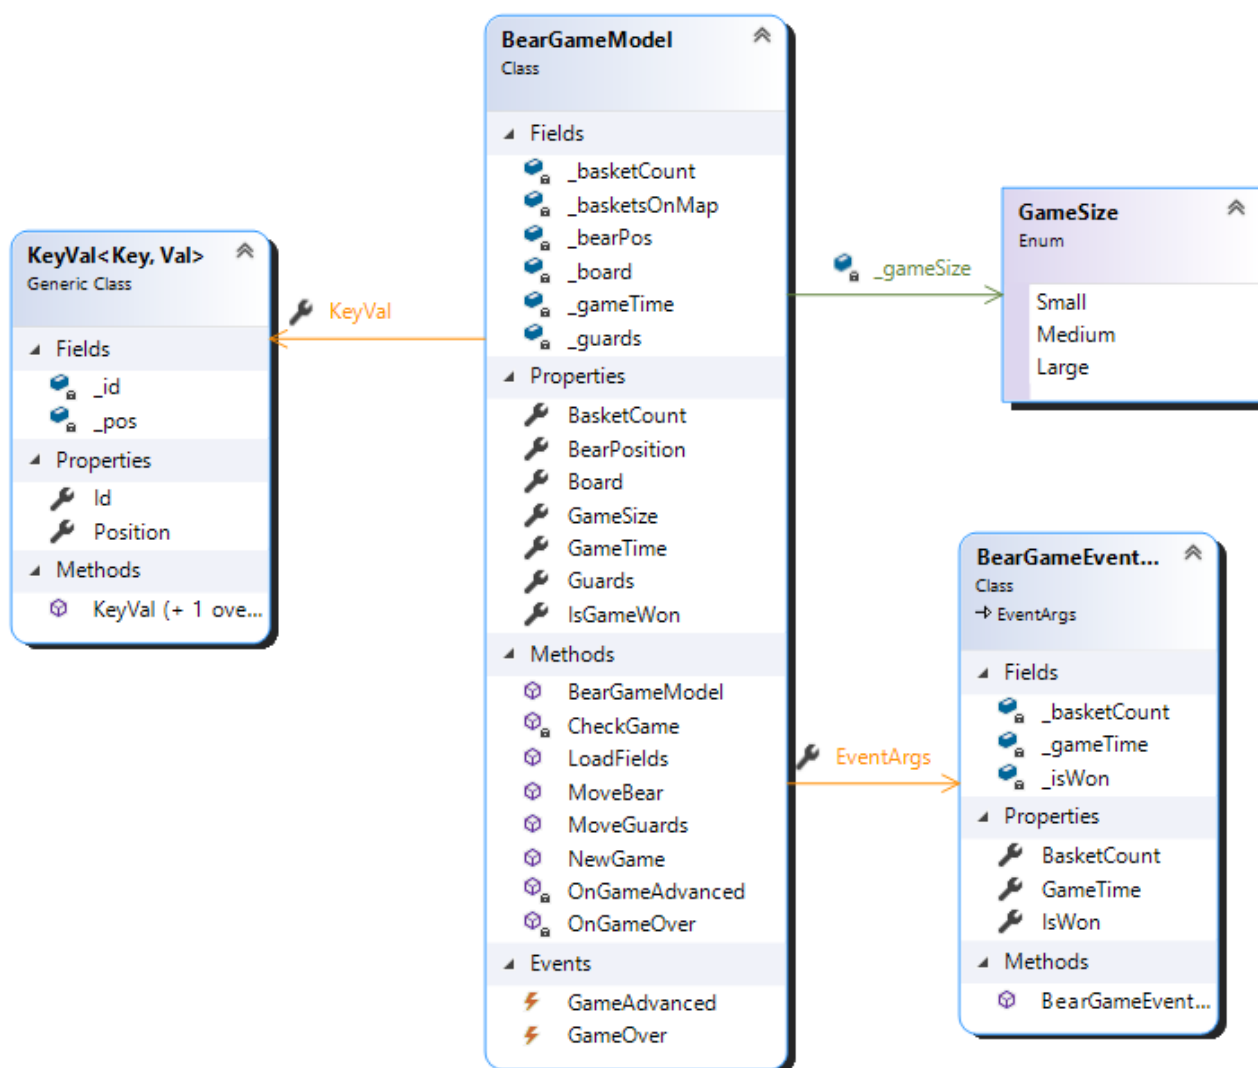 KeyVal<Key, Val>
Generic Class
Fields
_id
_pos
Properties
Id
Position
Methods
KeyVal (+ 1 ove...
KeyVal
BearGameModel
Class
Fields
_basketCount
_basketsOnMap
_bearPos
_board
_gameTime
_guards
Properties
BasketCount
BearPosition
Board
GameSize
GameTime
Guards
IsGameWon
Methods
BearGameModel
CheckGame
LoadFields
MoveBear
MoveGuards
NewGame
OnGameAdvanced
OnGameOver
Events
GameAdvanced
GameOver
_gameSize
GameSize
Enum
Small
Medium
Large
EventArgs
BearGameEvent...
Class
EventArgs
Fields
_basketCount
_gameTime
_isWon
Properties
BasketCount
GameTime
IsWon
Methods
BearGameEvent...